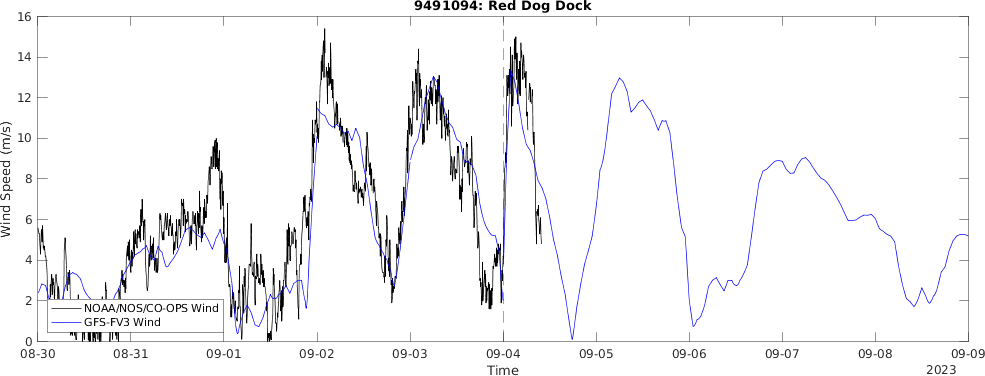 9491094: Red Dog Dock
Wind Speed (m/s)
16
14
12
10
8
6
4
2
0
NOAA/NOS/CO-OPS Wind
GFS-FV3 Wind
08-30 08-31 09-01 09-02 09-03 09-04 09-05 09-06 09-07 09-08 09-09
Time
2023